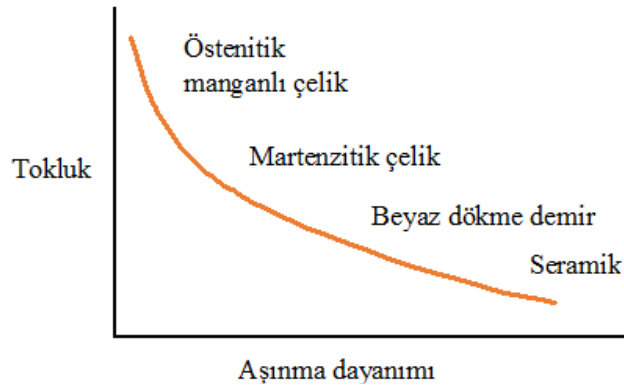 Östenitik
manganlı çelik
Martenzitik çelik
Tokluk
Beyaz dökme demir
Seramik
Aşınma dayanımı